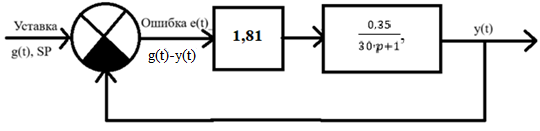 Уставка
g(t), SP
Ошибка e(t)
g(t)-y(t)
1,81
0,35
30·p+1,
y(t)